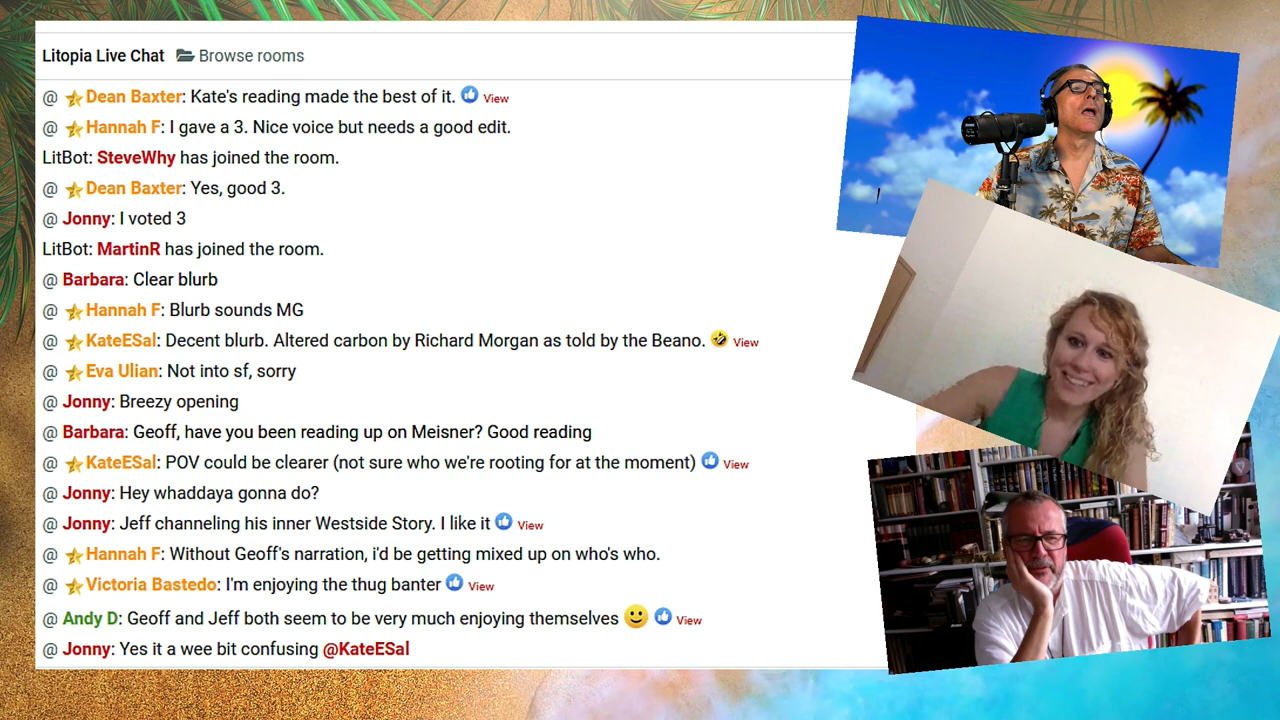 Litopia Live Chat Browse rooms
@ Dean Baxter: Kate's reading made the best of it. View
@ Hannah F: I gave a 3. Nice voice but needs a good edit.
LitBot: SteveWhy has joined the room.
@ Dean Baxter: Yes, good 3.
@ Jonny: I voted 3
LitBot: MartinR has joined the room.
@ Barbara: Clear blurb
@ Hannah F: Blurb sounds MG
@ KateESal: Decent blurb. Altered carbon by Richard Morgan as told by the Beano. 🤣 View
@ Eva Ulian: Not into sf, sorry
@ Jonny: Breezy opening
@ Barbara: Geoff, have you been reading up on Meisner? Good reading
@ KateESal: POV could be clearer (not sure who we're rooting for at the moment) View
@ Jonny: Hey whaddaya gonna do?
@ Jonny: Jeff channeling his inner Westside Story. I like it View
@ Hannah F: Without Geoff's narration, i'd be getting mixed up on who's who.
@ Victoria Bastedo: I'm enjoying the thug banter View
@ Andy D: Geoff and Jeff both seem to be very much enjoying themselves 🙂 View
@ Jonny: Yes it a wee bit confusing @KateESal